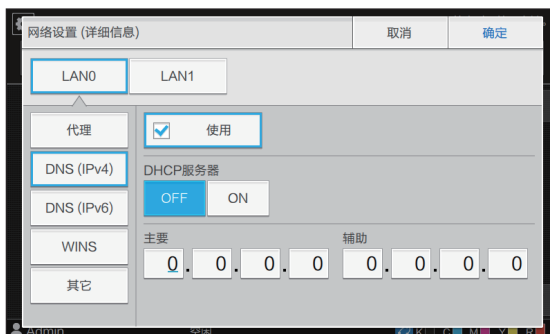 网络设置 (详细信息)
取消
确定
LAN0
LAN1
代理
使用
DNS (IPv4)
DHCP服务器
OFF
ON
DNS (IPv6)
WINS
主要
辅助
0. 0. 0. 0
0. 0. 0. 0
其它
Admin